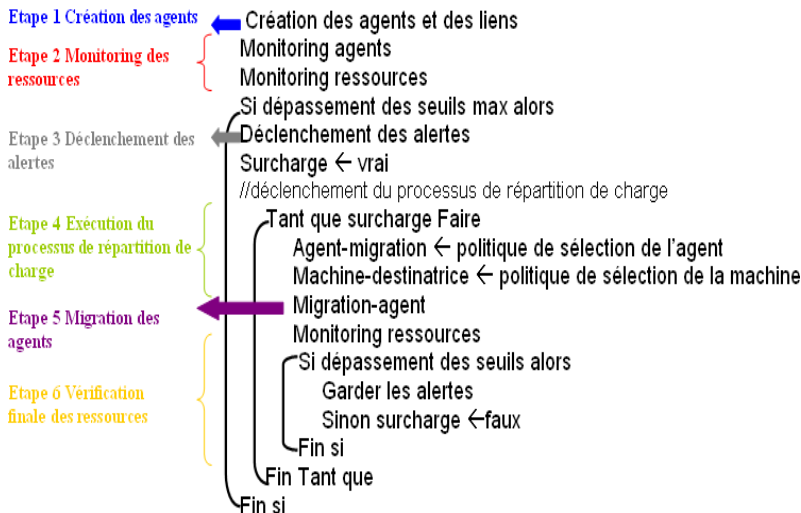 Etape 1 Création des agents
Création des agents et des liens
Etape 2 Monitoring des
ressources
Monitoring agents
Monitoring ressources
Si dépassement des seuils max alors
Etape 3 Déclenchement des
alertes
Déclenchement des alertes
Surcharge ← vrai
//déclenchement du processus de répartition de charge
Etape 4 Exécution du
processus de répartition de
charge
Tant que surcharge Faire
Agent-migration ← politique de sélection de l'agent
Machine-destinatrice ← politique de sélection de la machine
Etape 5 Migration des
agents
Migration-agent
Monitoring ressources
Etape 6 Vérification
finale des ressources
Si dépassement des seuils alors
Garder les alertes
Sinon surcharge ←faux
Fin si
Fin Tant que
Fin si